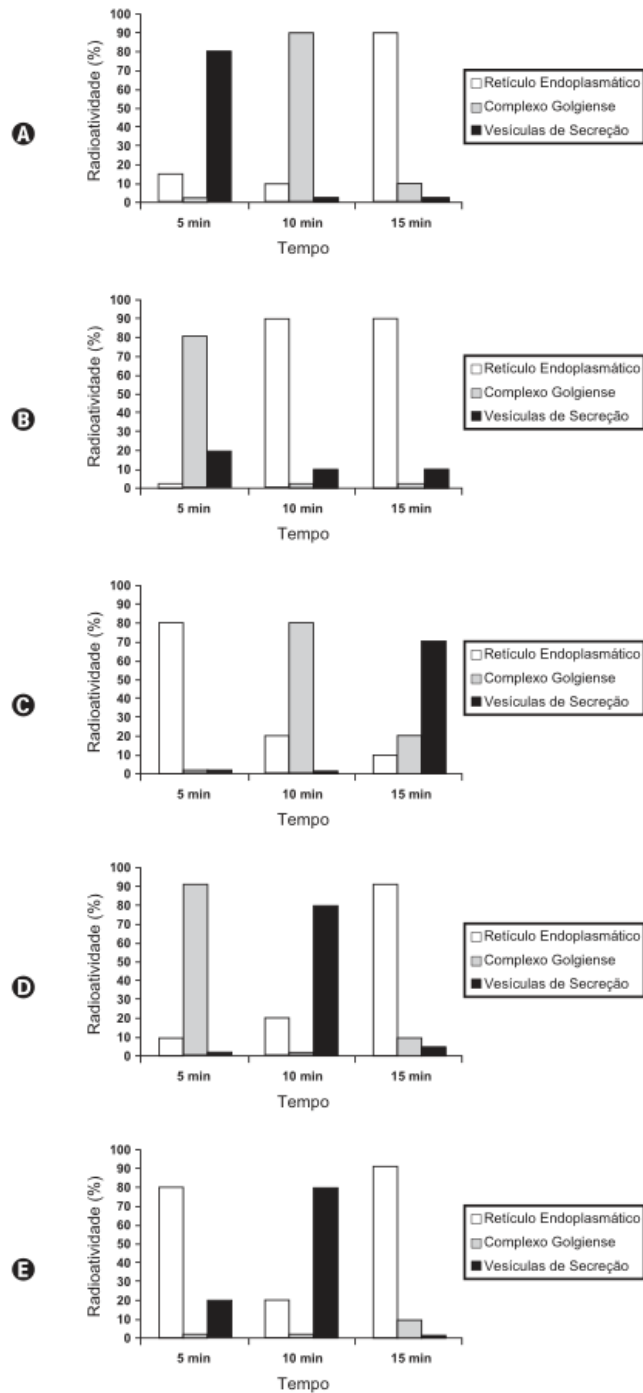 A
Radioatividade (%)
100
90
80
70
60
50
40
30
20
10
0
5 min 10 min 15 min
Tempo
Retículo Endoplasmático
Complexo Golgiense
Vesículas de Secreção
B
Radioatividade (%)
100
90
80
70
60
50
40
30
20
10
0
5 min 10 min 15 min
Tempo
Retículo Endoplasmático
Complexo Golgiense
Vesículas de Secreção
C
Radioatividade (%)
100
90
80
70
60
50
40
30
20
10
0
5 min 10 min 15 min
Tempo
Retículo Endoplasmático
Complexo Golgiense
Vesículas de Secreção
D
Radioatividade (%)
100
90
80
70
60
50
40
30
20
10
0
5 min 10 min 15 min
Tempo
Retículo Endoplasmático
Complexo Golgiense
Vesículas de Secreção
E
Radioatividade (%)
100
90
80
70
60
50
40
30
20
10
0
5 min 10 min 15 min
Tempo
Retículo Endoplasmático
Complexo Golgiense
Vesículas de Secreção